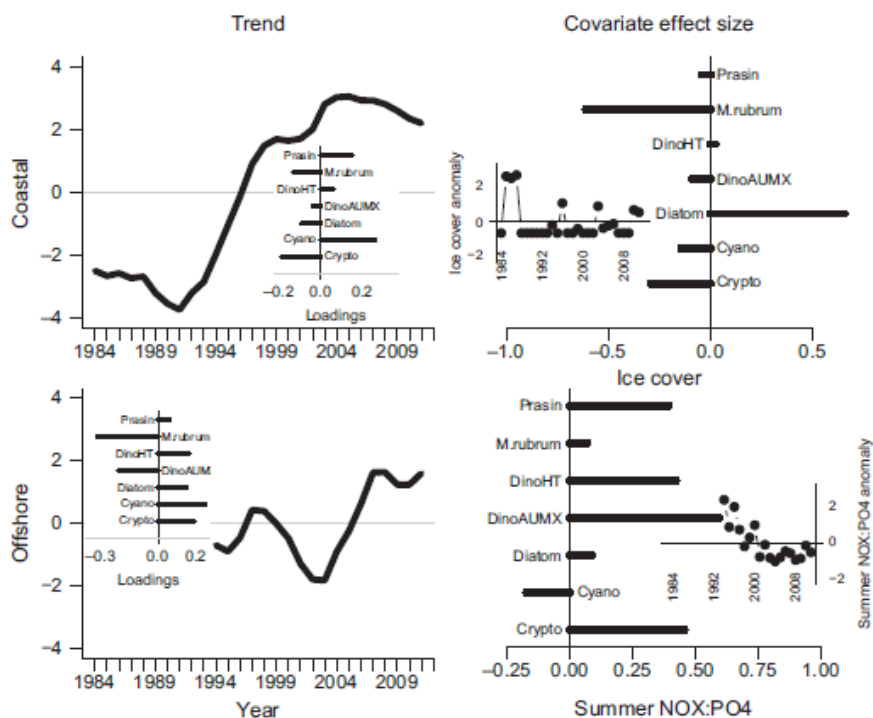 Trend
Covariate effect size
Coastal
4
2
0
−2
−4
Prasin
M.rubrum
DinoHT
DinoAUMX
Diatom
Cyano
Crypto
−0.2 0.0 0.2
Loadings
1984 1989 1994 1999 2004 2009
Prasin
M.rubrum
DinoHT
DinoAUMX
Diatom
Cyano
Crypto
Ice cover anomaly
2
0
−2
1984 1992 2000 2008
−1.0 −0.5 0.0 0.5
Ice cover
Offshore
4
2
0
−2
−4
Prasin
M.rubrum
DinoHT
DinoAUM
Diatom
Cyano
Crypto
−0.3 0.0 0.2
Loadings
1984 1989 1994 1999 2004 2009
Year
Prasin
M.rubrum
DinoHT
DinoAUMX
Diatom
Cyano
Crypto
1984 1992 2000 2008
2
0
−2
Summer NOX:PO4 anomaly
−0.25 0.00 0.25 0.50 0.75 1.00
Summer NOX:PO4